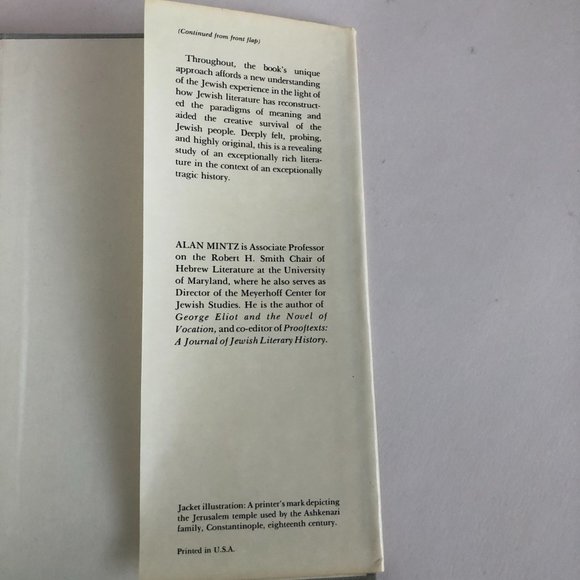 (Continued from front flap)
Throughout, the book's unique
approach affords a new understanding
of the Jewish experience in the light of
how Jewish literature has reconstruct-
ed the paradigms of meaning and
aided the creative survival of the
Jewish people. Deeply felt, probing,
and highly original, this is a revealing
study of an exceptionally rich litera-
ture in the context of an exceptionally
tragic history.
ALAN MINTZ is Associate Professor
on the Robert H. Smith Chair of
Hebrew Literature at the University
of Maryland, where he also serves as
Director of the Meyerhoff Center for
Jewish Studies. He is the author of
George Eliot and the Novel of
Vocation, and co-editor of Prooftexts:
A Journal of Jewish Literary History.
Jacket illustration: A printer's mark depicting
the Jerusalem temple used by the Ashkenazi
family, Constantinople, eighteenth century.
Printed in U.S.A.